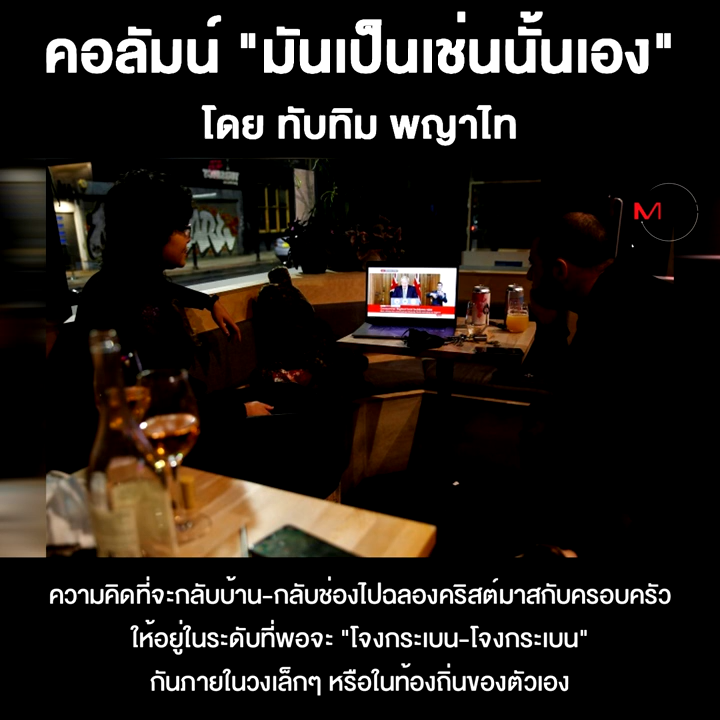 คอลัมน์ "มันเป็นเช่นนั้นเอง"
โดย ทับทิม พญาไท
M
ความคิดที่จะกลับบ้าน-กลับช่องไปฉลองคริสต์มาสกับครอบครัว
ให้อยู่ในระดับที่พอจะ "โจงกระเบน-โจงกระเบน"
กันภายในวงเล็กๆ หรือในท้องถิ่นของตัวเอง